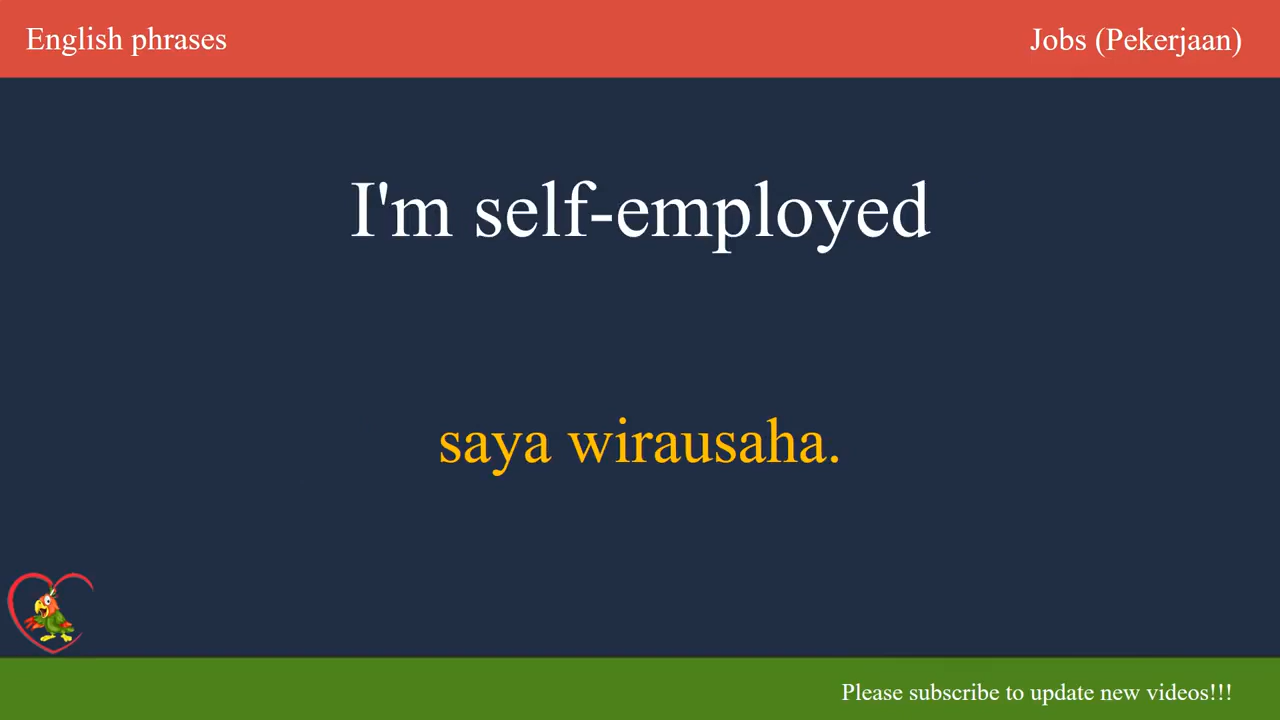 English phrases
Jobs (Pekerjaan)
I'm self-employed
saya wirausaha.
Please subscribe to update new videos!!!